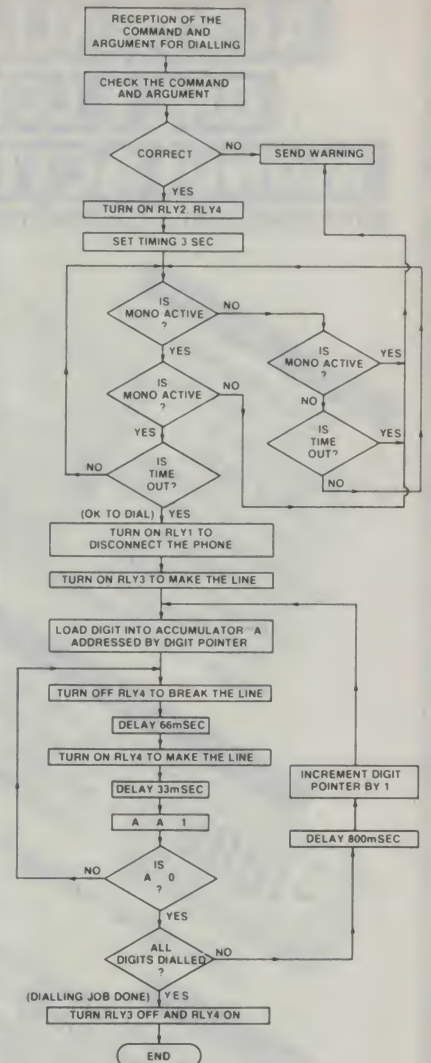 RECEPTION OF THE
COMMAND AND
ARGUMENT FOR DIALLING
CHECK THE COMMAND
AND ARGUMENT
CORRECT
NO
SEND WARNING
YES
TURN ON RLY2. RLY4
SET TIMING 3 SEC
IS
MONO ACTIVE
?
NO
YES
IS
MONO ACTIVE
?
YES
NO
IS
MONO ACTIVE
?
NO
YES
IS
TIME
OUT?
YES
NO
IS
TIME
OUT?
NO
(OK TO DIAL) YES
TURN ON RLY1 TO
DISCONNECT THE PHONE
TURN ON RLY3 TO MAKE THE LINE
LOAD DIGIT INTO ACCUMULATOR A
ADDRESSED BY DIGIT POINTER
TURN OFF RLY4 TO BREAK THE LINE
DELAY 66mSEC
TURN ON RLY4 TO MAKE THE LINE
DELAY 33mSEC
A A 1
IS
A 0
?
NO
YES
INCREMENT DIGIT
POINTER BY 1
DELAY 800mSEC
ALL
DIGITS DIALLED
?
NO
(DIALLING JOB DONE) YES
TURN RLY3 OFF AND RLY4 ON
END